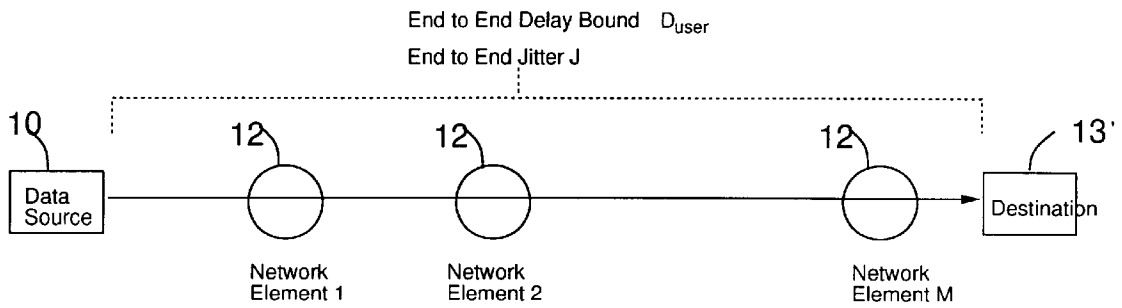 End to End Delay Bound D_user
End to End Jitter J
10
12
12
12
13'
Data
Source
Destination
Network
Element 1
Network
Element 2
Network
Element M